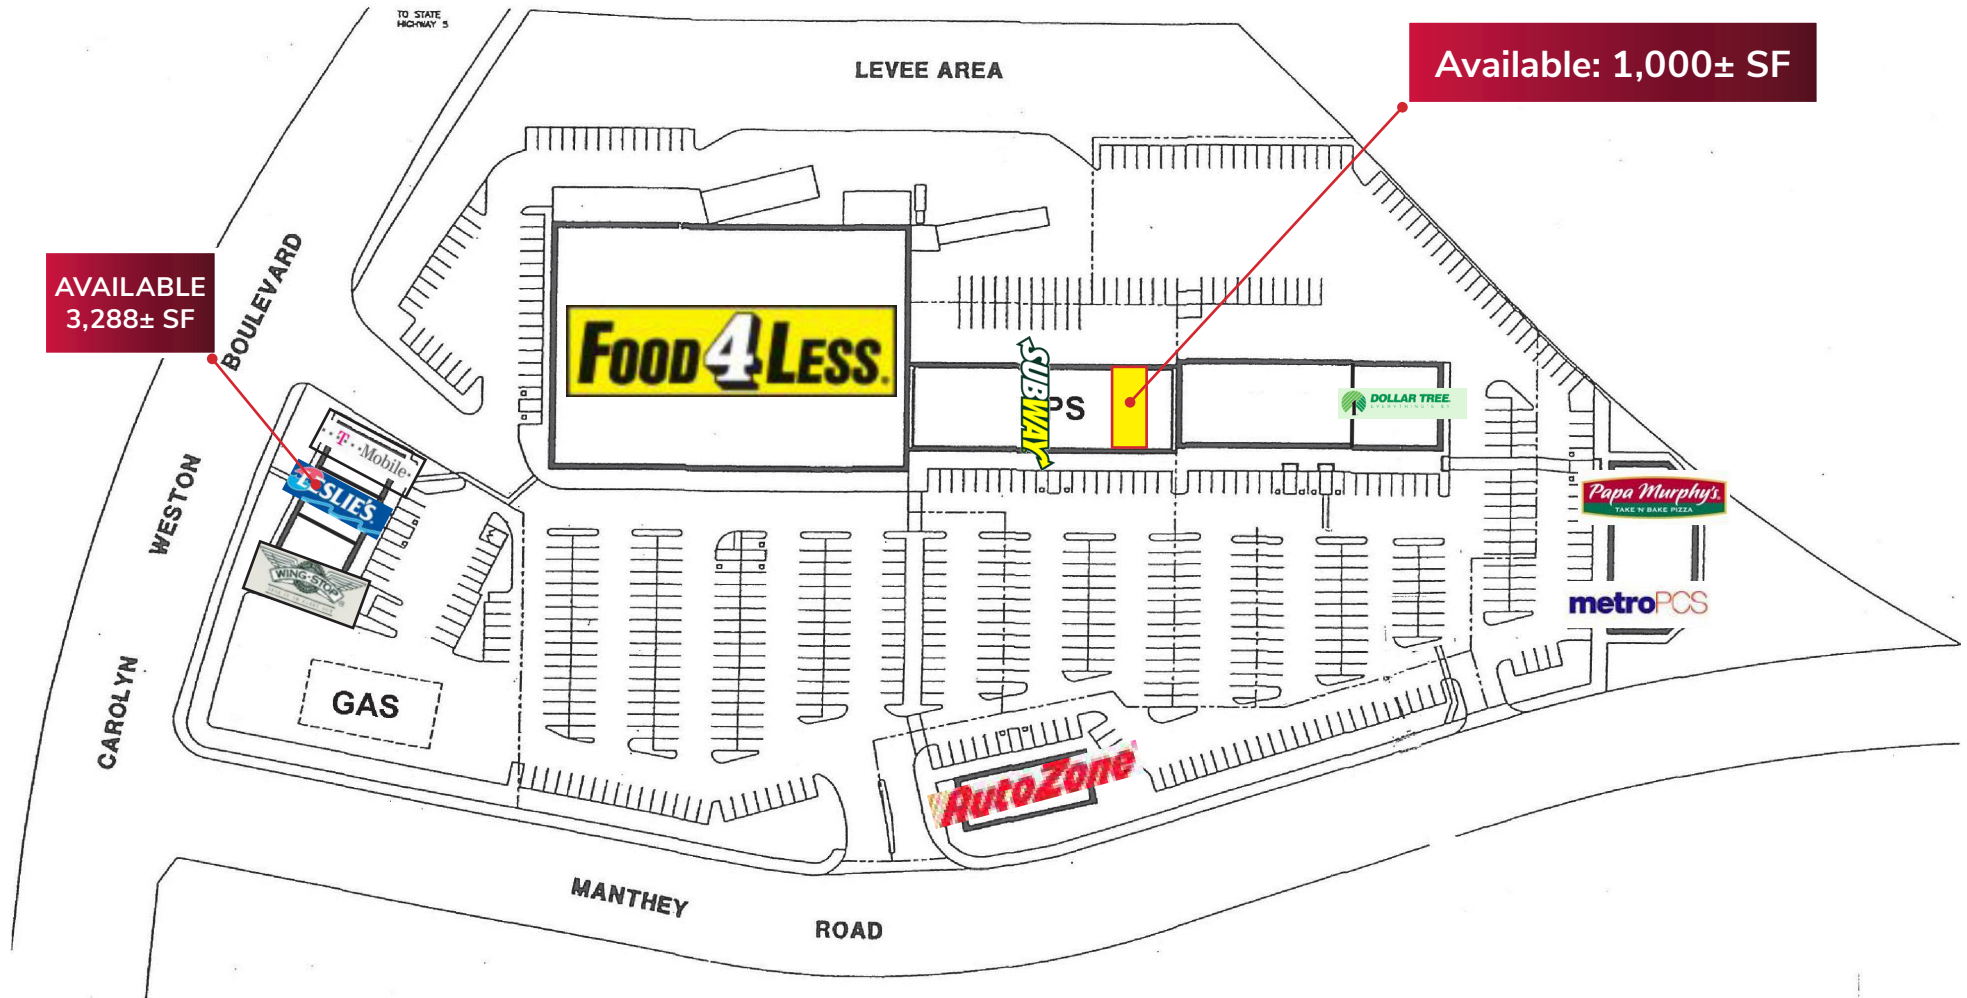 TO STATE
HIGHWAY 5
LEVEE AREA
Available: 1,000± SF
AVAILABLE
3,288± SF
BOULEVARD
WESTON
CAROLYN
FOOD 4 LESS.
SUBWAY
PS
DOLLAR TREE
T Mobile
LESLIE'S
WING STOP
GAS
Papa Murphy's.
TAKE 'N' BAKE PIZZA
metroPCS
AutoZone
MANTHEY
ROAD